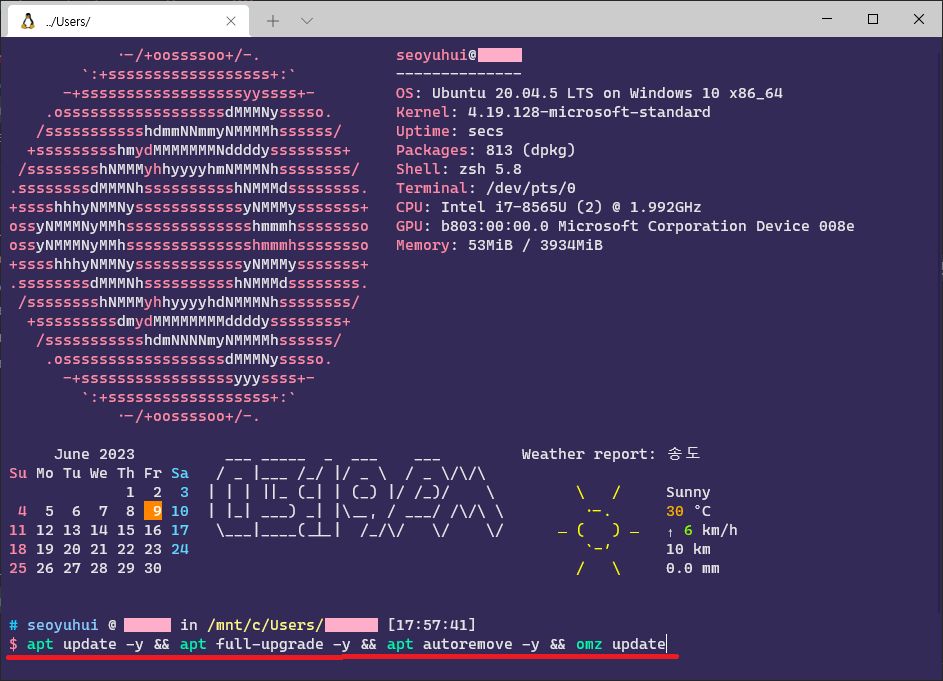 ../Users/
·-/+oossssoo+/-.
`:+ssssssssssssssssss+:`
-+ssssssssssssssssssyyssss+-
.ossssssssssssssssssdMMMNysssso.
/ssssssssssshdmmNNmmyNMMMMhssssss/
+ssssssssshmydMMMMMMMNddddyssssssss+
/sssssssshNMMMyhhyyyyhmNMMMNhssssssss/
.ssssssssdMMMNhsssssssssshNMMMdssssssss.
+sssshhhyNMMNyssssssssssssyNMMMysssssss+
ossyNMMMNyMMhsssssssssssssshmmmhssssssso
ossyNMMMNyMMhsssssssssssssshmmmhssssssso
+sssshhhyNMMNyssssssssssssyNMMMysssssss+
.ssssssssdMMMNhsssssssssshNMMMdssssssss.
/sssssssshNMMMyhhyyyyhdNMMMNhssssssss/
+sssssssssdmydMMMMMMMMddddyssssssss+
/ssssssssssshdmNNNNmyNMMMMhssssss/
.ossssssssssssssssssdMMMNysssso.
-+sssssssssssssssssyyyssss+-
`:+ssssssssssssssssss+:`
·-/+oossssoo+/-.
seoyuhui@
--------------
OS: Ubuntu 20.04.5 LTS on Windows 10 x86_64
Kernel: 4.19.128-microsoft-standard
Uptime: secs
Packages: 813 (dpkg)
Shell: zsh 5.8
Terminal: /dev/pts/0
CPU: Intel i7-8565U (2) @ 1.992GHz
GPU: b803:00:00.0 Microsoft Corporation Device 008e
Memory: 53MiB / 3934MiB
June 2023
Su Mo Tu We Th Fr Sa
1 2 3
4 5 6 7 8 9 10
11 12 13 14 15 16 17
18 19 20 21 22 23 24
25 26 27 28 29 30
Weather report: 송도
Sunny
30 °C
↑ 6 km/h
10 km
0.0 mm
# seoyuhui @ in /mnt/c/Users/ [17:57:41]
$ apt update -y && apt full-upgrade -y && apt autoremove -y && omz update